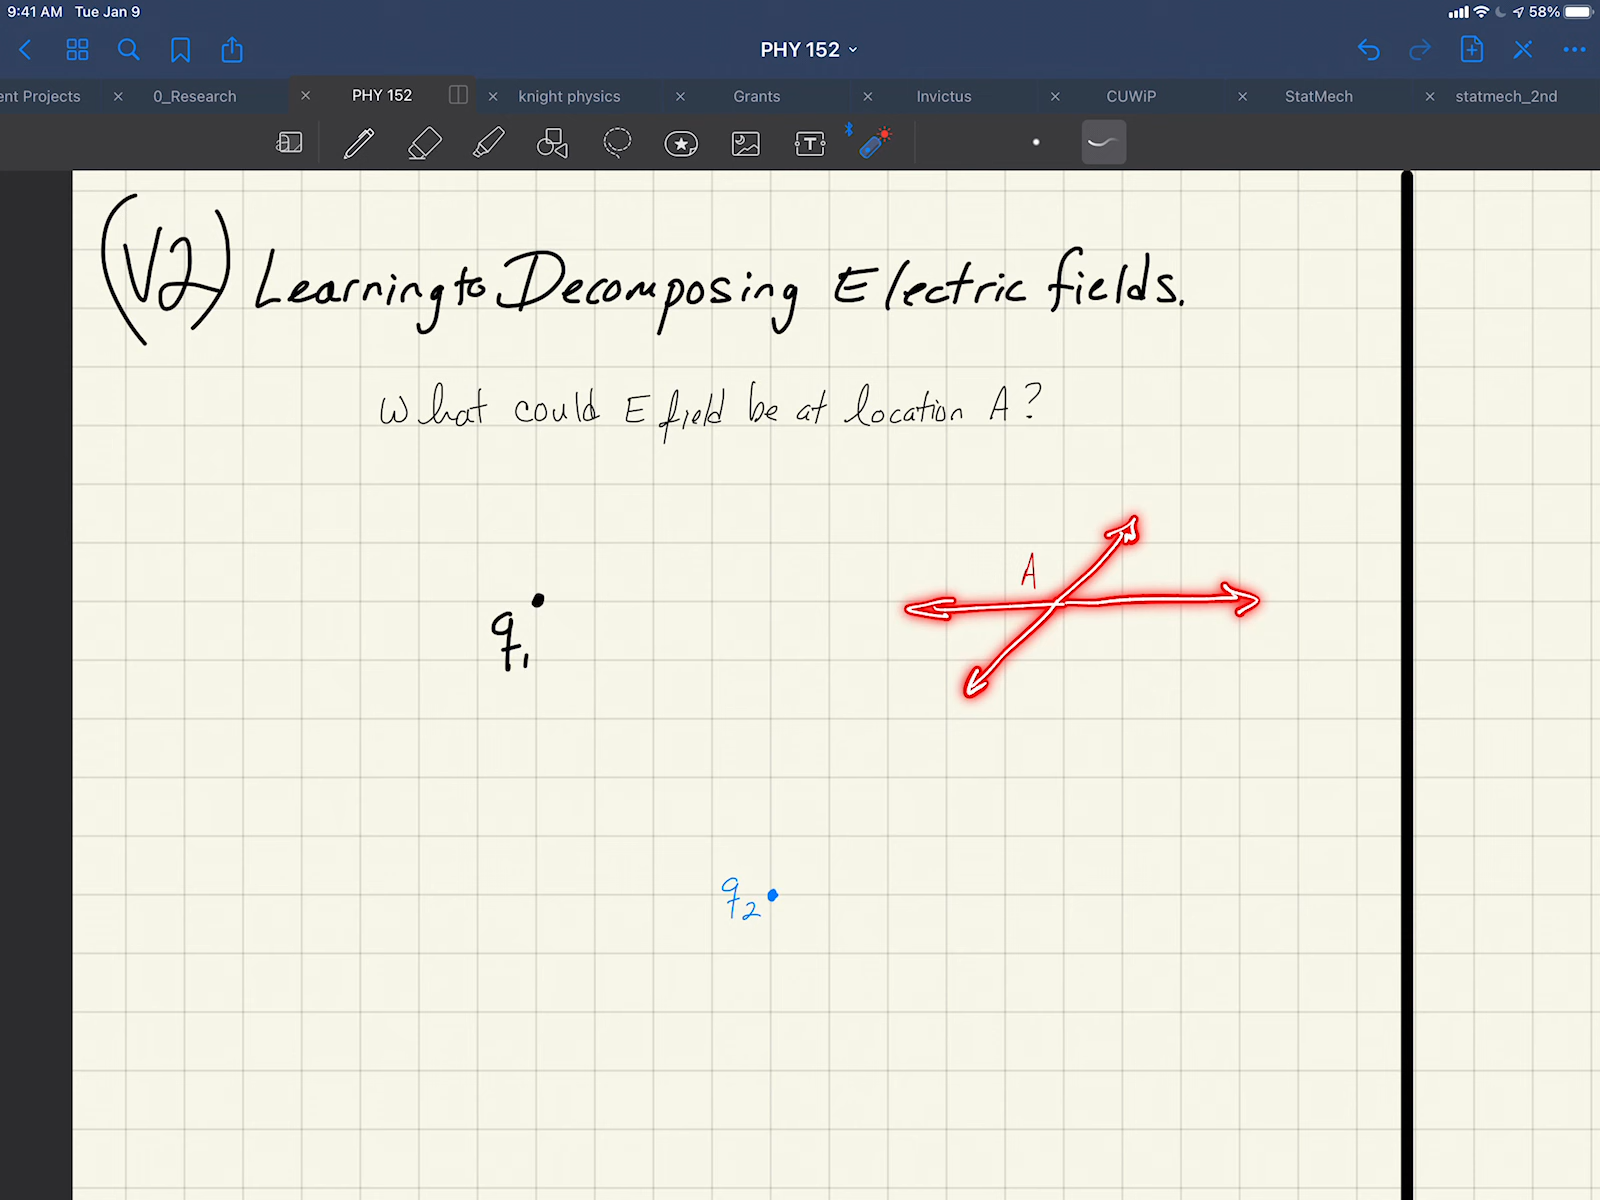 9:41 AM Tue Jan 9
58%
PHY 152
ent Projects
0_Research
PHY 152
knight physics
Grants
Invictus
CUWiP
StatMech
statmech_2nd
T
(V2) Learning to Decomposing Electric fields.
What could E field be at location A?
A
q1
q2